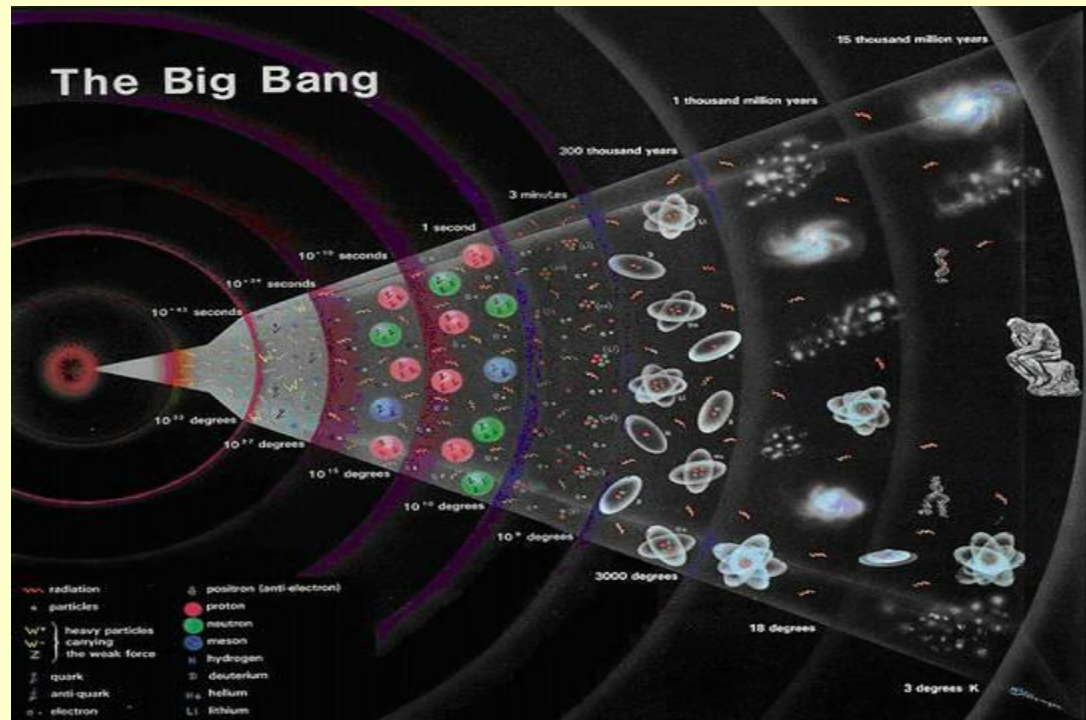 The Big Bang
15 thousand million years
1 thousand million years
300 thousand years
3 minutes
1 second
10⁻¹⁰ seconds
10⁻³⁴ seconds
10⁻⁴³ seconds
10³² degrees
10²⁷ degrees
10¹⁵ degrees
10¹⁰ degrees
10⁹ degrees
3000 degrees
18 degrees
3 degrees K
radiation
particles
W⁺
W⁻
Z
heavy particles
carrying
the weak force
quark
anti-quark
e⁻ electron
positron (anti-electron)
proton
neutron
meson
H hydrogen
D deuterium
He helium
Li lithium